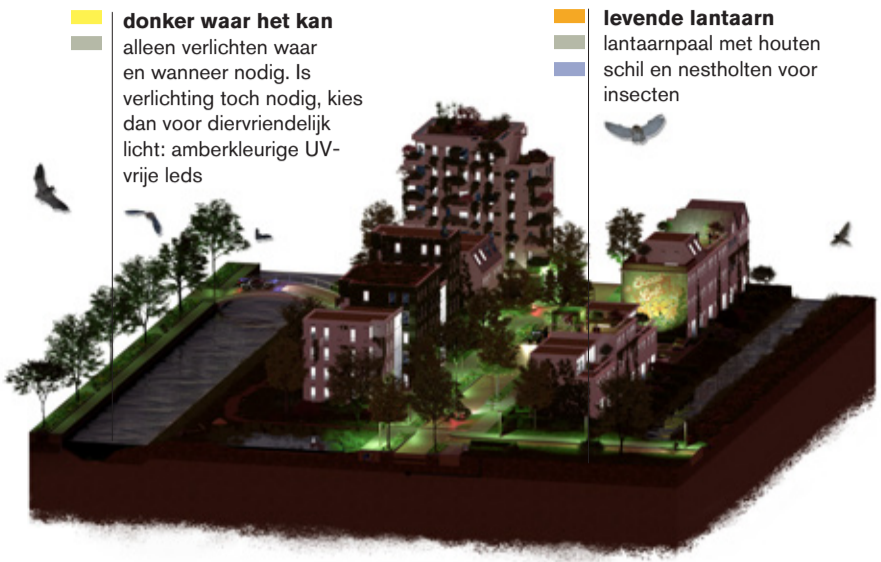 donker waar het kan
alleen verlichten waar
en wanneer nodig. Is
verlichting toch nodig, kies
dan voor diervriendelijk
licht: amberkleurige UV-
vrije leds
levende lantaarn
lantaarnpaal met houten
schil en nestholten voor
insecten